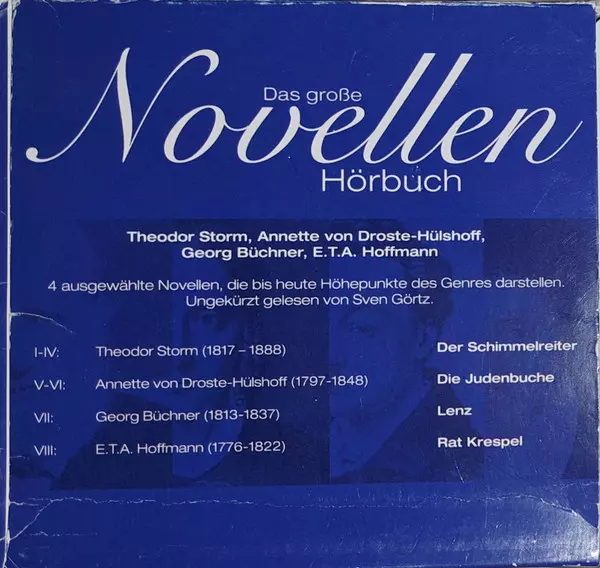 Das große
Novellen
Hörbuch
Theodor Storm, Annette von Droste-Hülshoff,
Georg Büchner, E.T.A. Hoffmann
4 ausgewählte Novellen, die bis heute Höhepunkte des Genres darstellen.
Ungekürzt gelesen von Sven Görtz.
I-IV: Theodor Storm (1817 – 1888) Der Schimmelreiter
V-VI: Annette von Droste-Hülshoff (1797-1848) Die Judenbuche
VII: Georg Büchner (1813-1837) Lenz
VIII: E.T.A. Hoffmann (1776-1822) Rat Krespel